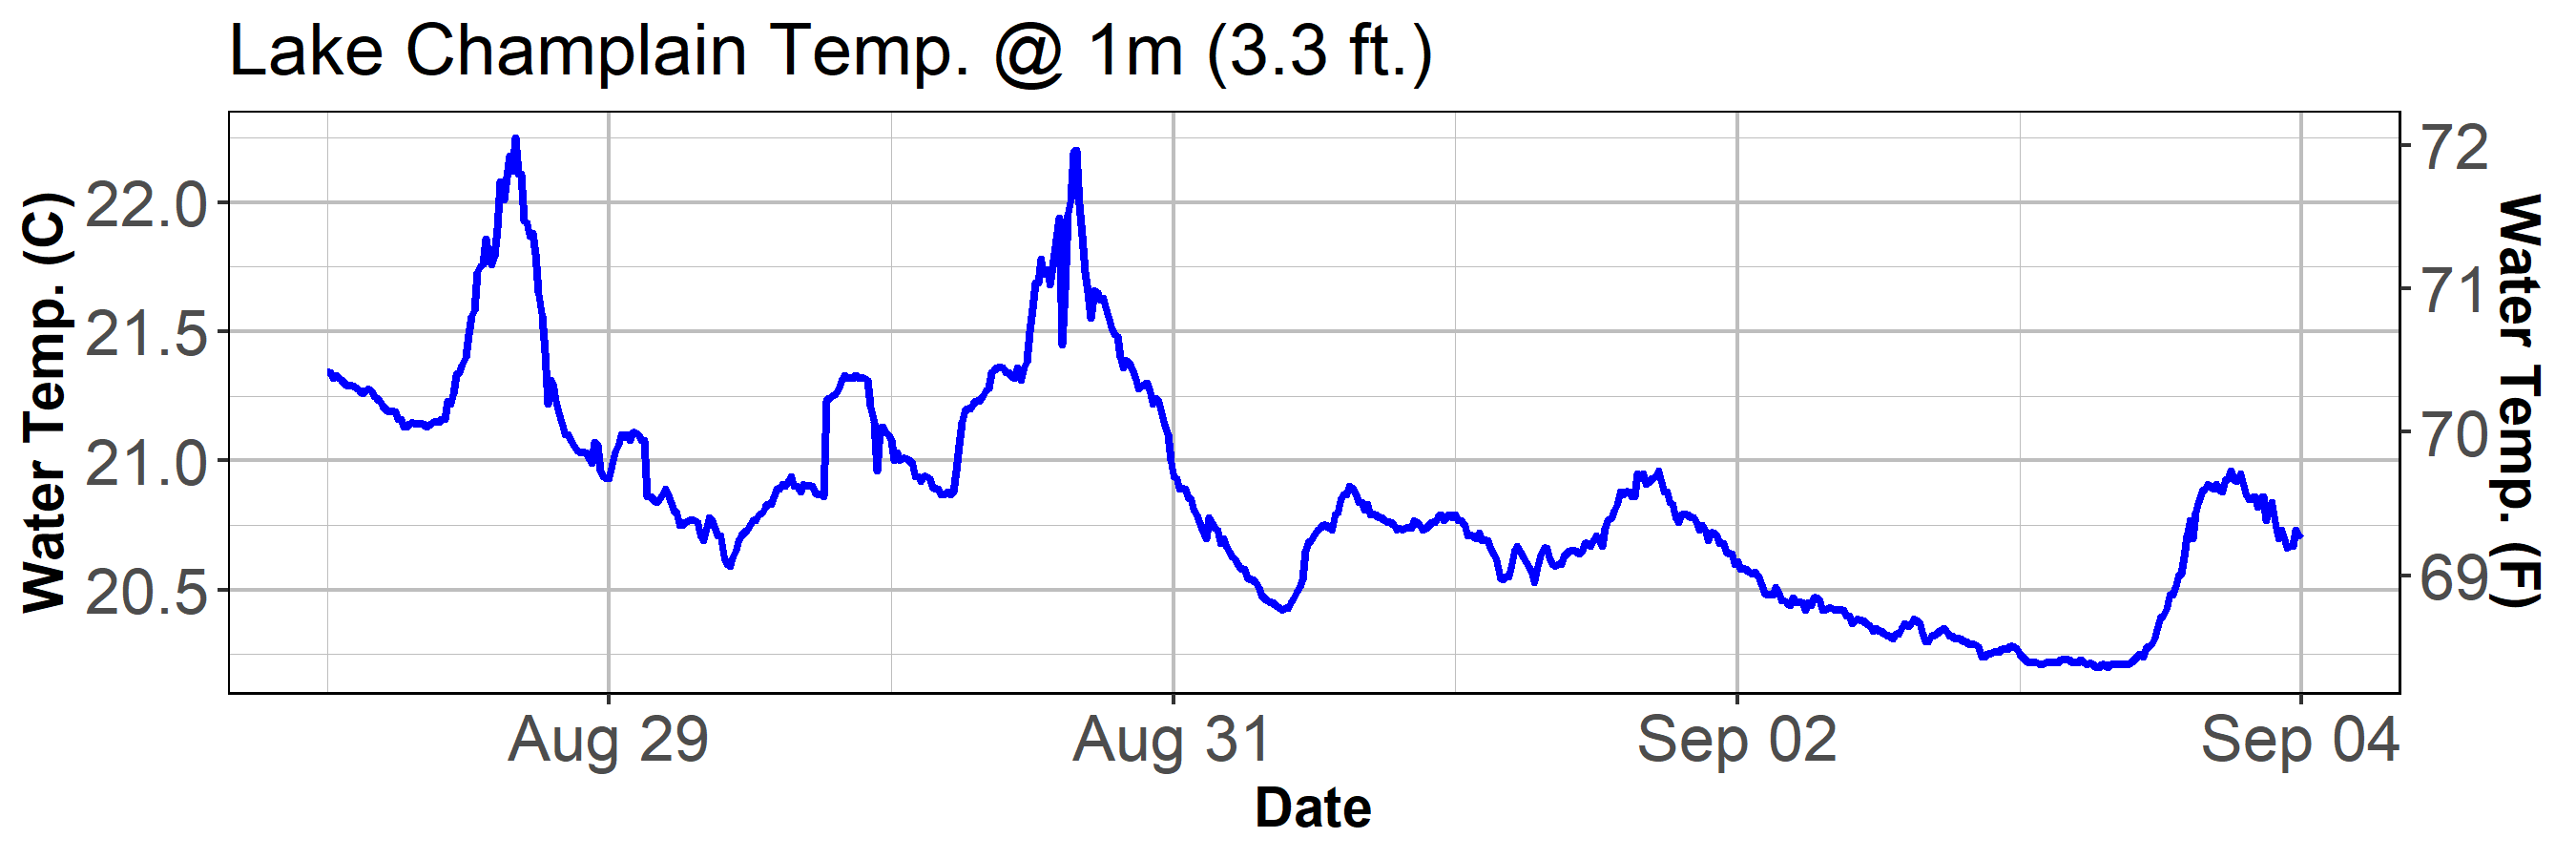 Lake Champlain Temp. @ 1m (3.3 ft.)
Water Temp. (C)
22.0
21.5
21.0
20.5
72
71
70
69
Water Temp. (F)
Aug 29
Aug 31
Sep 02
Sep 04
Date